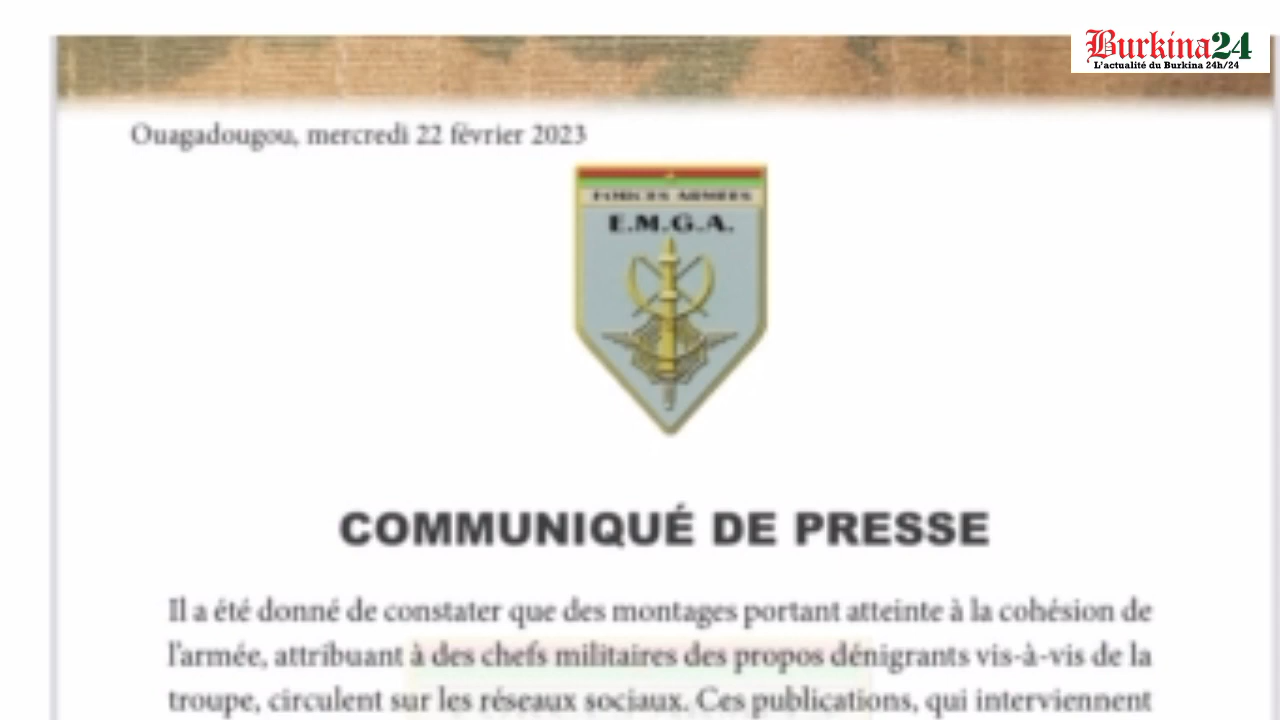 Burkina24
L'actualité du Burkina 24h/24
Ouagadougou, mercredi 22 février 2023
FORCES ARMÉES
E.M.G.A.
COMMUNIQUÉ DE PRESSE
Il a été donné de constater que des montages portant atteinte à la cohésion de
l'armée, attribuant à des chefs militaires des propos dénigrants vis-à-vis de la
troupe, circulent sur les réseaux sociaux. Ces publications, qui interviennent